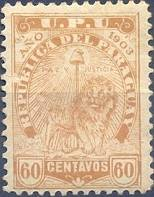 U.P.U.
AÑO 1903
REPUBLICA DEL PARAGUAY
PAZ Y JUSTICIA
60 CENTAVOS 60